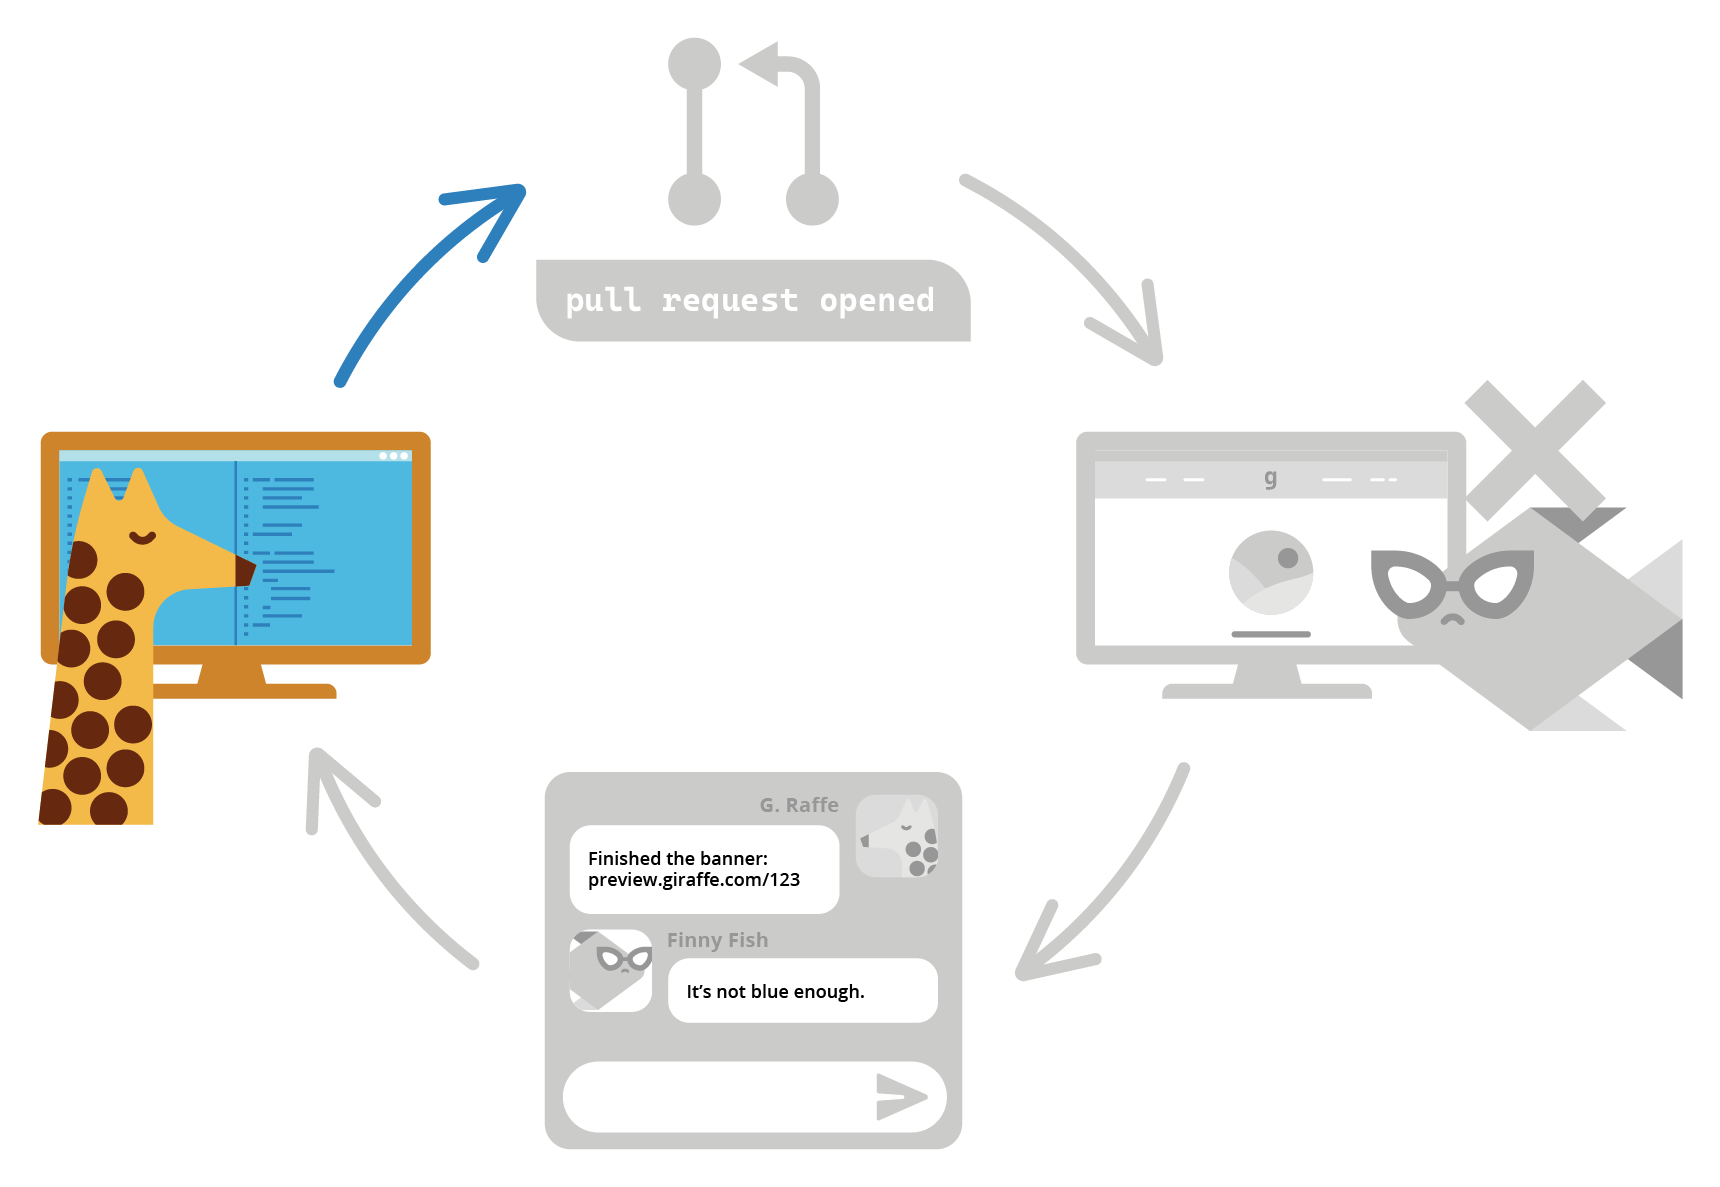 pull request opened
g
G. Raffe
Finished the banner:
preview.giraffe.com/123
Finny Fish
It's not blue enough.